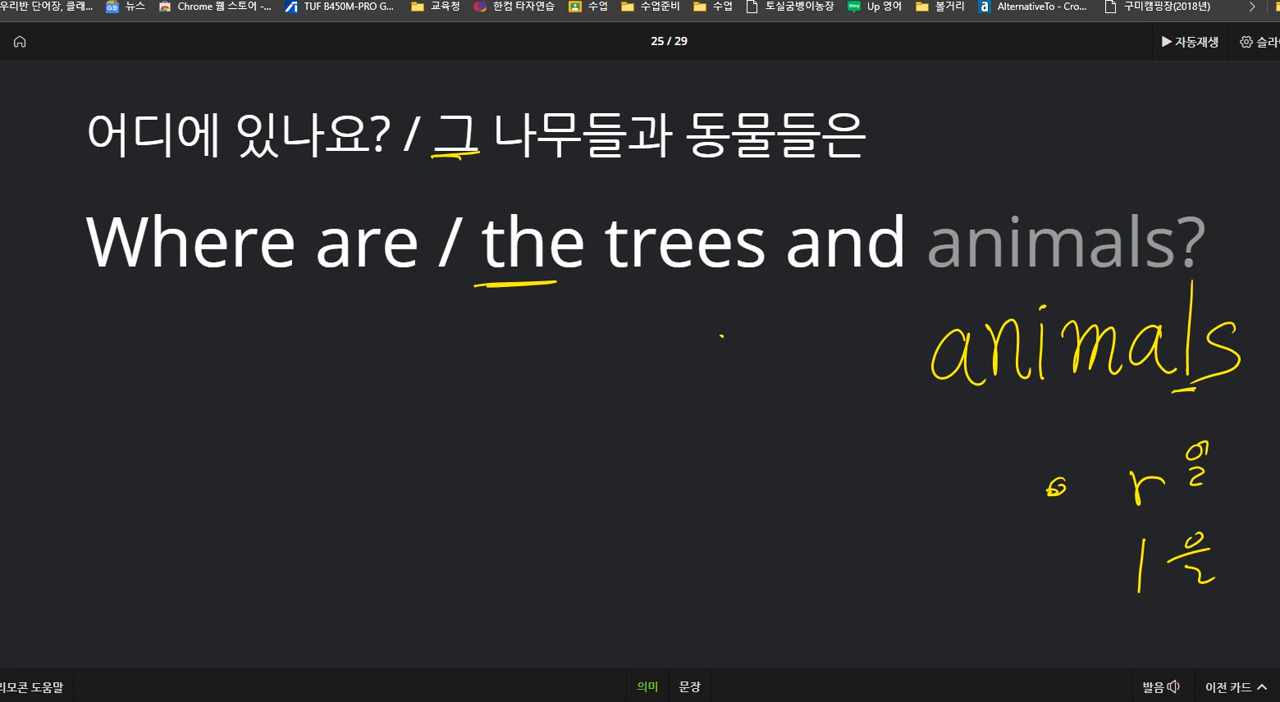 우리반 단어장, 클래... 뉴스 Chrome 웹 스토어 -... TUF B450M-PRO G... 교육청 한컴 타자연습 수업 수업준비 수업 토실굼벵이농장 Up 영어 볼거리 AlternativeTo - Cro... 구미캠핑장(2018년)
25 / 29 자동재생 슬라
어디에 있나요? / 그 나무들과 동물들은
Where are / the trees and animals?
animals
r 얼
l 을
리모콘 도움말 의미 문장 발음 이전 카드